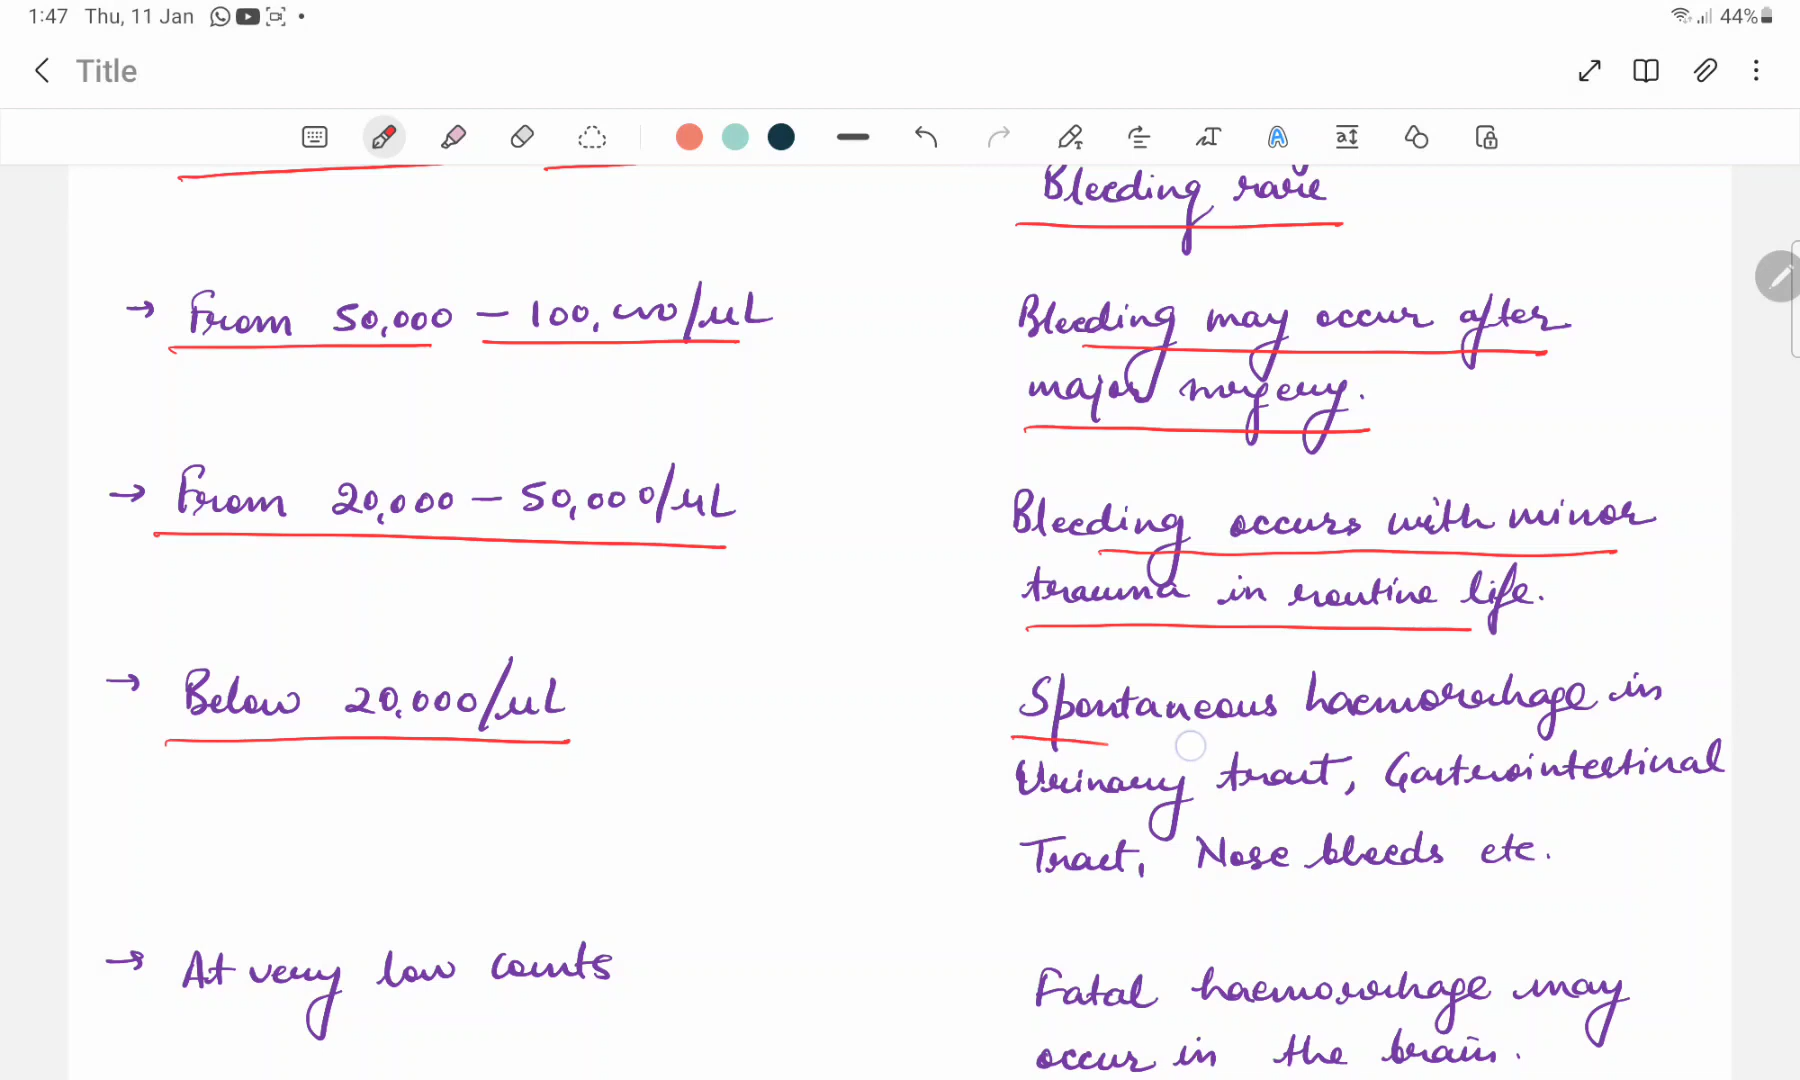 1:47 Thu, 11 Jan
44%
Title
Bleeding rare
→ From 50,000 – 100,000/μL
Bleeding may occur after
major surgery.
→ From 20,000 – 50,000/μL
Bleeding occurs with minor
trauma in routine life.
→ Below 20,000/μL
Spontaneous haemorrhage in
Urinary tract, Gastrointestinal
Tract, Nose bleeds etc.
→ At very low counts
Fatal haemorrhage may
occur in the brain.